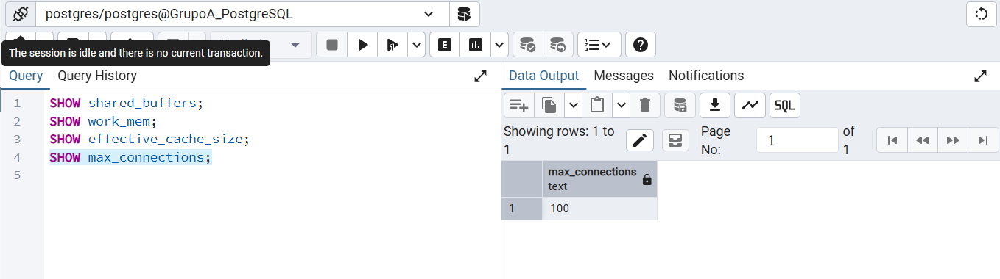 postgres/postgres@GrupoA_PostgreSQL
The session is idle and there is no current transaction.
E
Query
Query History
1 SHOW shared_buffers;
2 SHOW work_mem;
3 SHOW effective_cache_size;
4 SHOW max_connections;
5
Data Output
Messages
Notifications
SQL
Showing rows: 1 to
1
Page
No:
1
of
1
max_connections
text
1 100